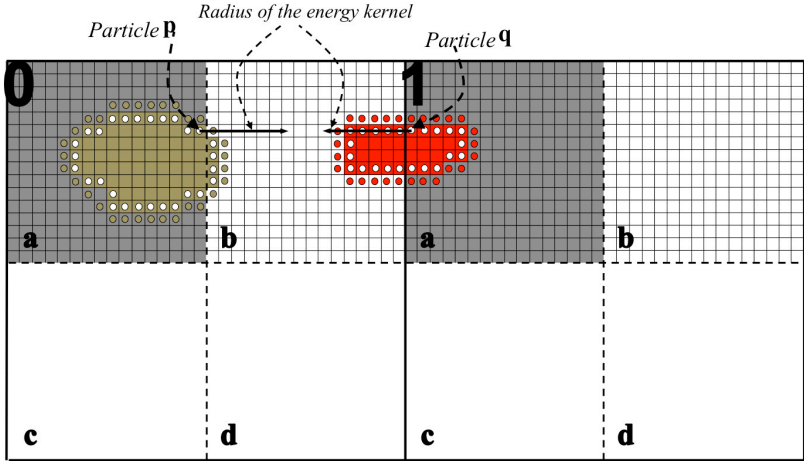 Radius of the energy kernel
Particle p
Particle q
0
1
a
b
a
b
c
d
c
d